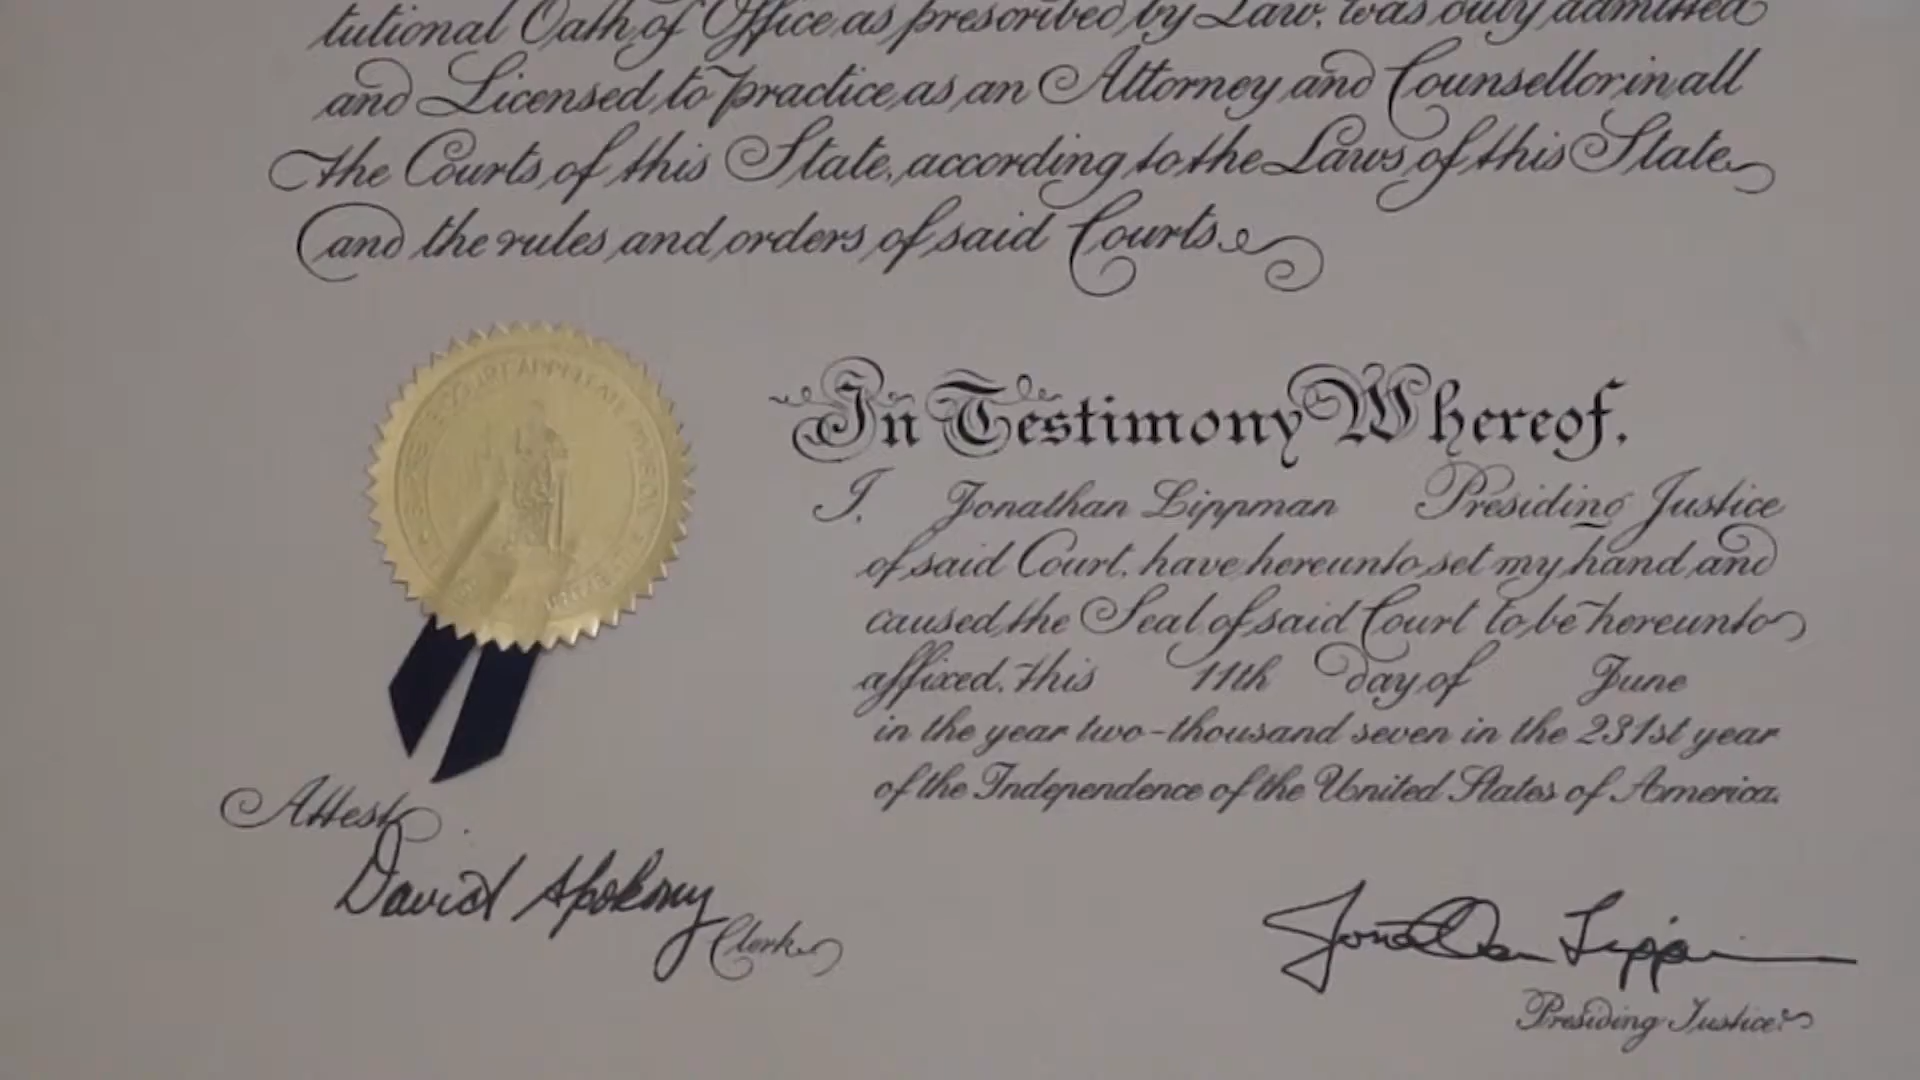 tutional Oath of Office as prescribed by Law, was duly admitted
and Licensed to practice as an Attorney and Counsellor in all
the Courts of this State, according to the Laws of this State
and the rules and orders of said Courts.
In Testimony Whereof,
I, Jonathan Lippman Presiding Justice
of said Court, have hereunto set my hand and
caused the Seal of said Court to be hereunto
affixed, this 11th day of June
in the year two-thousand seven in the 231st year
of the Independence of the United States of America.
Attest
David Spokony
Clerk
Jonathan Lippman
Presiding Justice